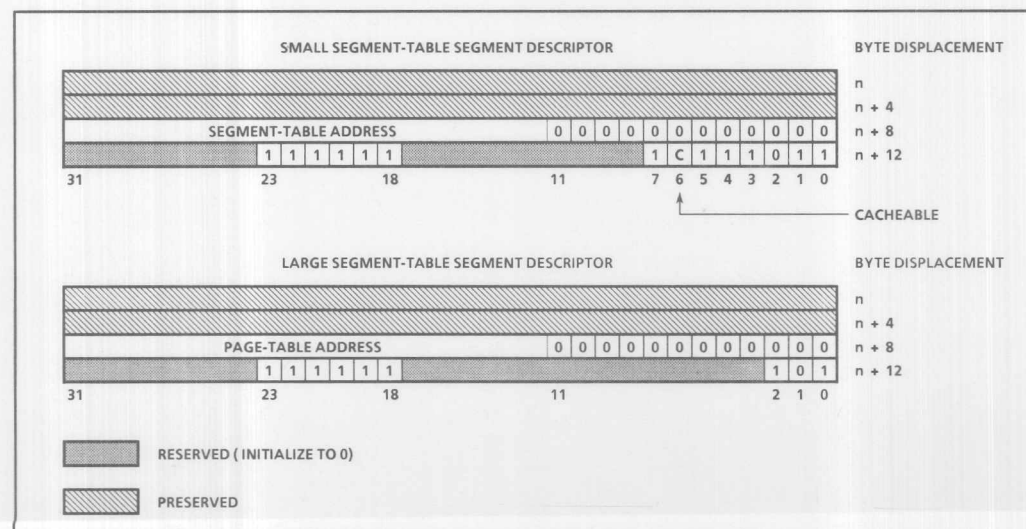 SMALL SEGMENT-TABLE SEGMENT DESCRIPTOR BYTE DISPLACEMENT
n
n + 4
SEGMENT-TABLE ADDRESS 0 0 0 0 0 0 0 0 0 0 0 0 n + 8
1 1 1 1 1 1 1 C 1 1 1 0 1 1 n + 12
31 23 18 11 7 6 5 4 3 2 1 0
CACHEABLE
LARGE SEGMENT-TABLE SEGMENT DESCRIPTOR BYTE DISPLACEMENT
n
n + 4
PAGE-TABLE ADDRESS 0 0 0 0 0 0 0 0 0 0 0 0 n + 8
1 1 1 1 1 1 1 0 1 n + 12
31 23 18 11 2 1 0
RESERVED ( INITIALIZE TO 0)
PRESERVED